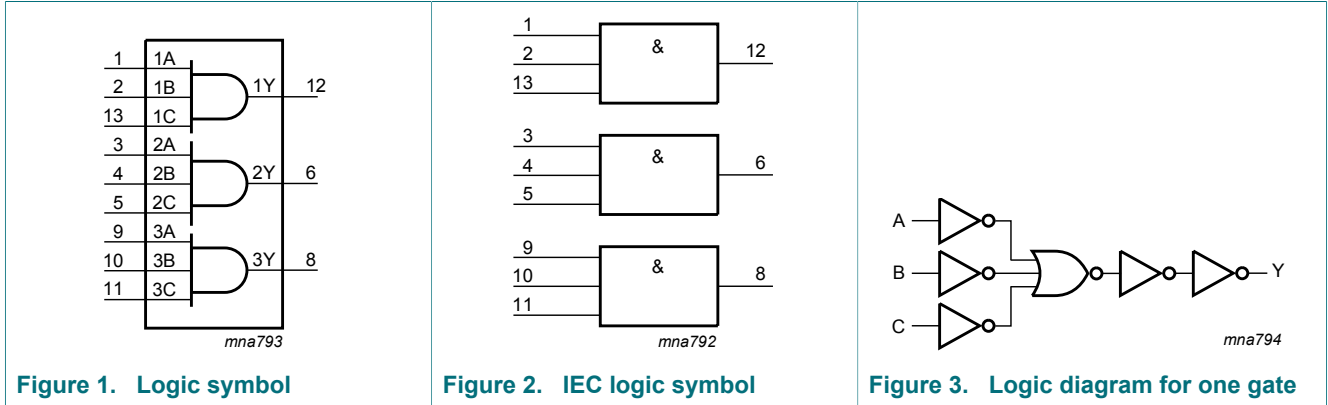 1 1A
2 1B 1Y 12
13 1C
3 2A
4 2B 2Y 6
5 2C
9 3A
10 3B 3Y 8
11 3C
mna793
Figure 1. Logic symbol
1
2 & 12
13
3
4 & 6
5
9
10 & 8
11
mna792
Figure 2. IEC logic symbol
A
B Y
C
mna794
Figure 3. Logic diagram for one gate